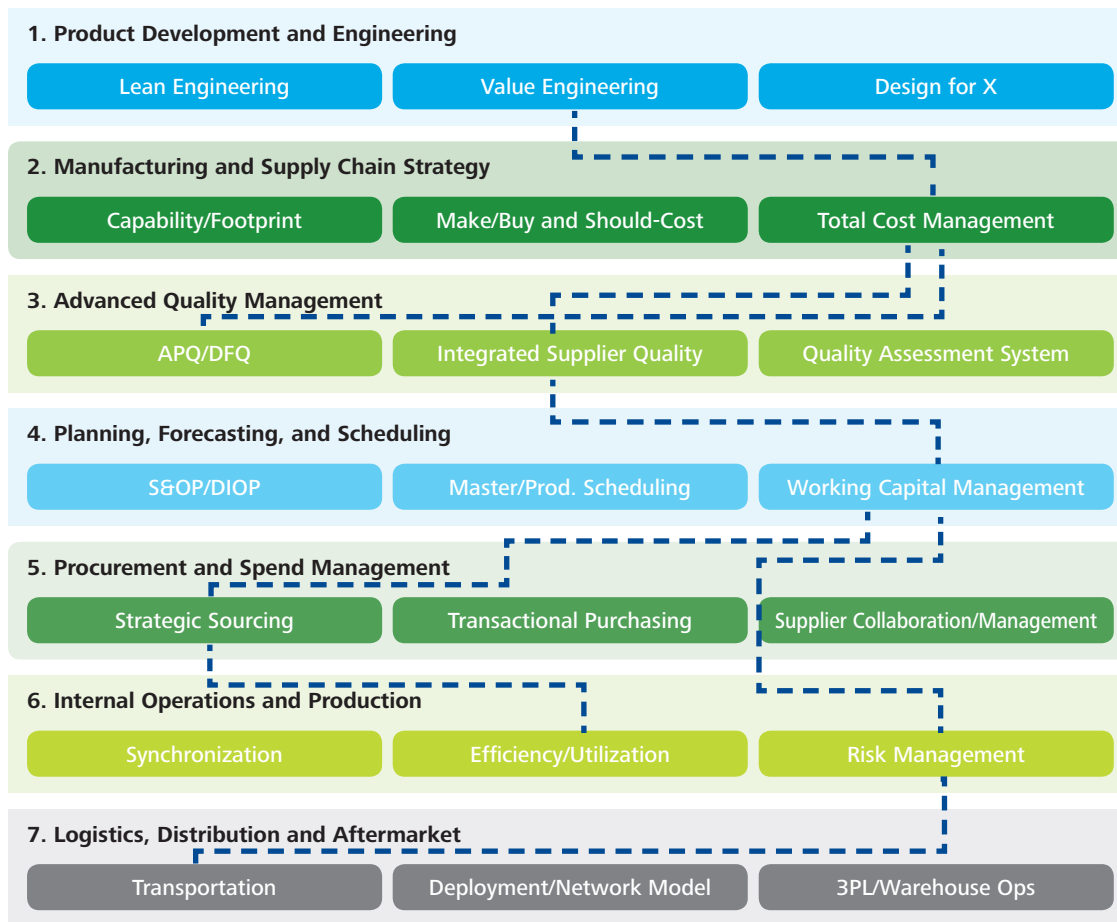 1. Product Development and Engineering
Lean Engineering
Value Engineering
Design for X
2. Manufacturing and Supply Chain Strategy
Capability/Footprint
Make/Buy and Should-Cost
Total Cost Management
3. Advanced Quality Management
APQ/DFQ
Integrated Supplier Quality
Quality Assessment System
4. Planning, Forecasting, and Scheduling
S&OP/DIOP
Master/Prod. Scheduling
Working Capital Management
5. Procurement and Spend Management
Strategic Sourcing
Transactional Purchasing
Supplier Collaboration/Management
6. Internal Operations and Production
Synchronization
Efficiency/Utilization
Risk Management
7. Logistics, Distribution and Aftermarket
Transportation
Deployment/Network Model
3PL/Warehouse Ops